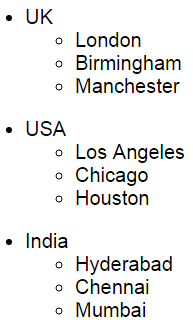 UK
London
Birmingham
Manchester
USA
Los Angeles
Chicago
Houston
India
Hyderabad
Chennai
Mumbai